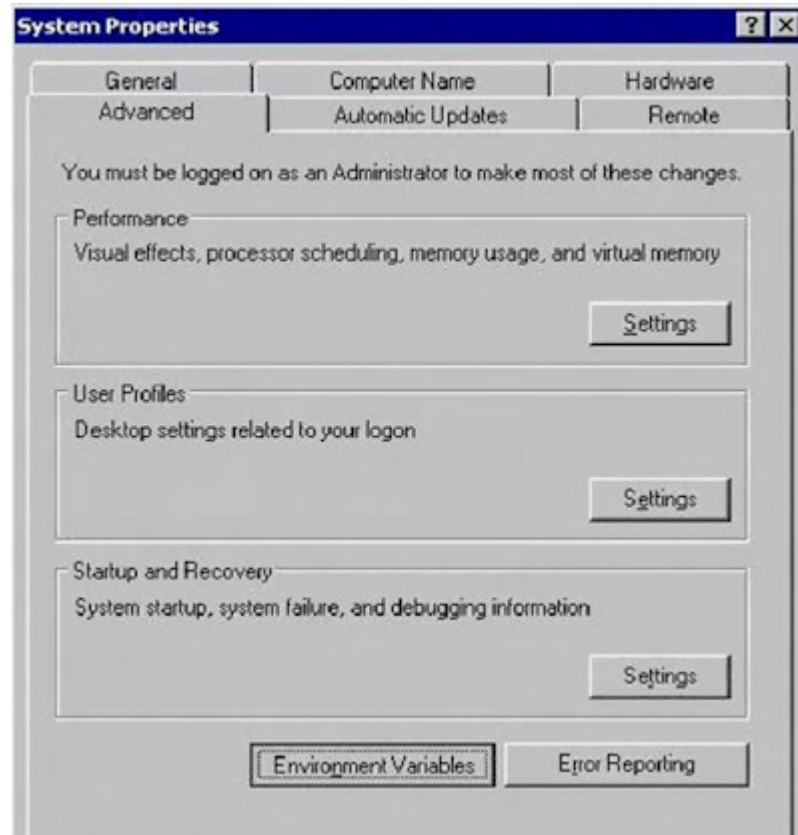 System Properties
General Computer Name Hardware
Advanced Automatic Updates Remote
You must be logged on as an Administrator to make most of these changes.
Performance
Visual effects, processor scheduling, memory usage, and virtual memory
Settings
User Profiles
Desktop settings related to your logon
Settings
Startup and Recovery
System startup, system failure, and debugging information
Settings
Environment Variables Error Reporting